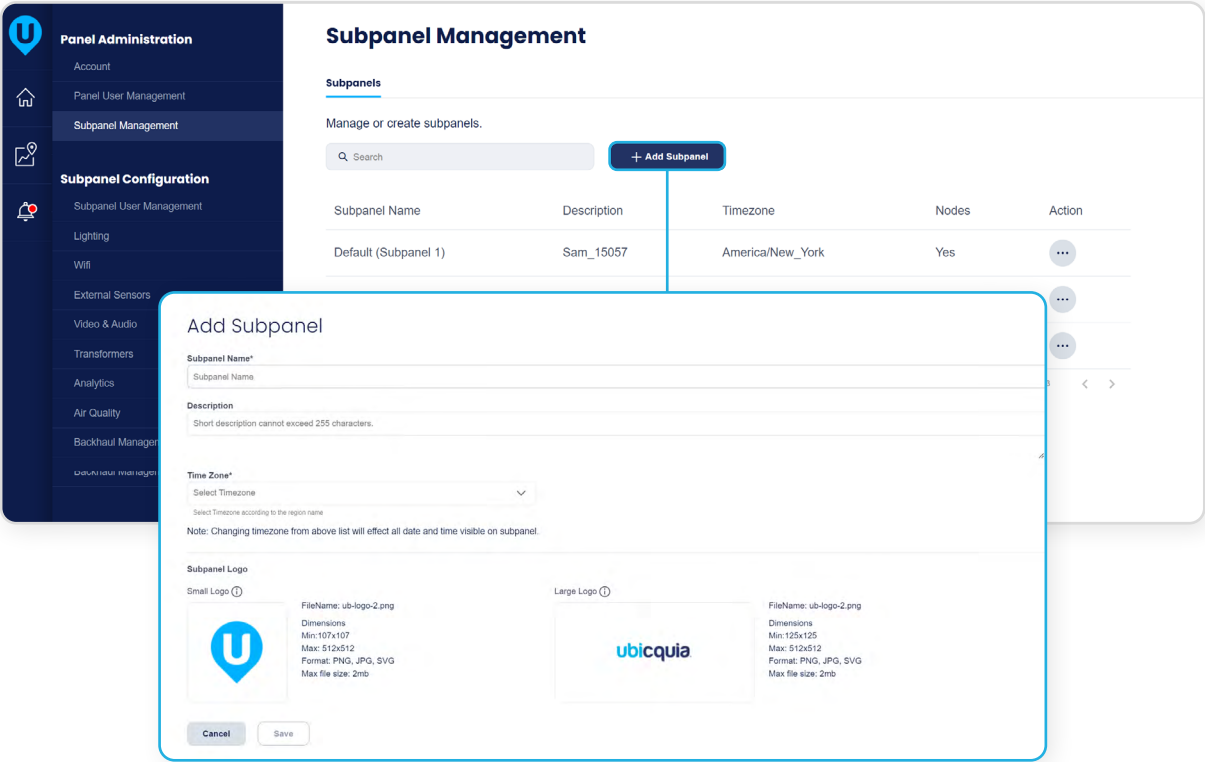 U
Panel Administration
Account
Panel User Management
Subpanel Management
Subpanel Configuration
Subpanel User Management
Lighting
Wifi
External Sensors
Video & Audio
Transformers
Analytics
Air Quality
Backhaul Manager
Backhaul Manager
Subpanel Management
Subpanels
Manage or create subpanels.
Search
+ Add Subpanel
Subpanel Name Description Timezone Nodes Action
Default (Subpanel 1) Sam_15057 America/New_York Yes ...
...
...
Add Subpanel
Subpanel Name*
Subpanel Name
Description
Short description cannot exceed 255 characters.
Time Zone*
Select Timezone
Select Timezone according to the region name
Note: Changing timezone from above list will effect all date and time visible on subpanel.
Subpanel Logo
Small Logo
U
FileName: ub-logo-2.png
Dimensions
Min:107x107
Max: 512x512
Format: PNG, JPG, SVG
Max file size: 2mb
Large Logo
ubicquia
FileName: ub-logo-2.png
Dimensions
Min:125x125
Max: 512x512
Format: PNG, JPG, SVG
Max file size: 2mb
Cancel Save